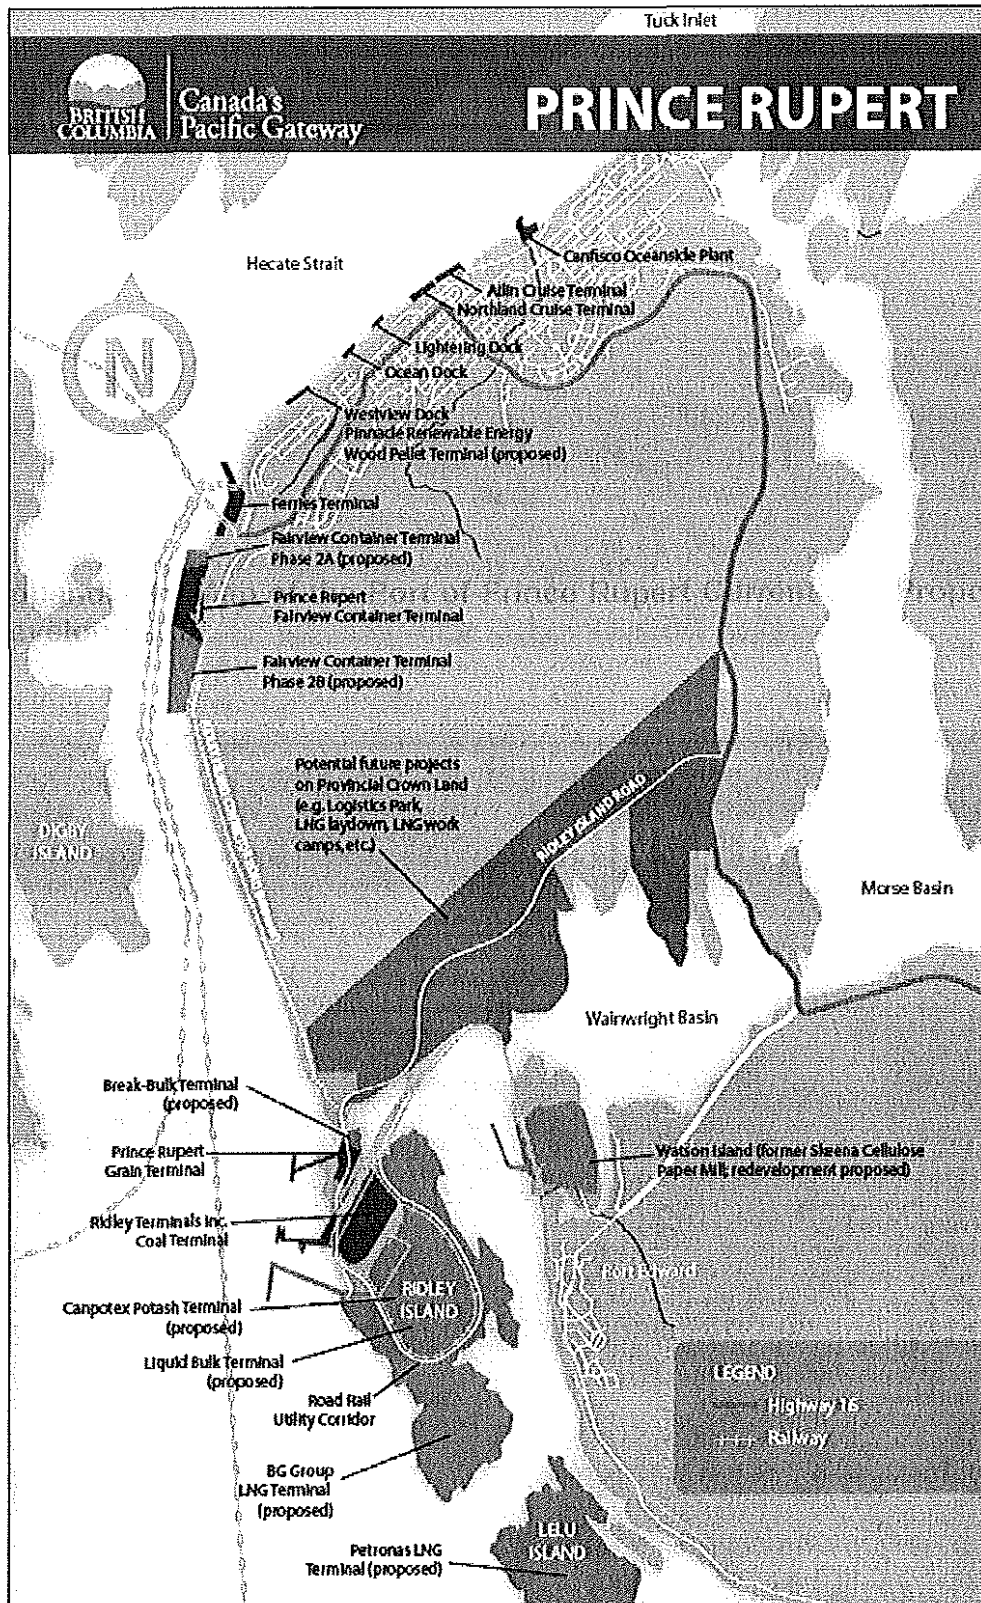 Tuck Inlet
BRITISH
COLUMBIA
Canada's
Pacific Gateway
PRINCE RUPERT
Hecate Strait
Canfisco Oceanside Plant
Atlin Cruise Terminal
Northland Cruise Terminal
Lightering Dock
Ocean Dock
N
Westview Dock
Pinnacle Renewable Energy
Wood Pellet Terminal (proposed)
Ferries Terminal
Fairview Container Terminal
Phase 2A (proposed)
Prince Rupert
Fairview Container Terminal
Fairview Container Terminal
Phase 2B (proposed)
Potential future projects
on Provincial Crown Land
(e.g. Logistics Park,
LNG laydown, LNG work
camps, etc.)
RIDLEY ISLAND ROAD
DIGBY
ISLAND
Morse Basin
Wainwright Basin
Break-Bulk Terminal
(proposed)
Prince Rupert
Grain Terminal
Watson Island (former Skeena Cellulose
Paper Mill; redevelopment proposed)
Ridley Terminals Inc.
Coal Terminal
Port Edward
RIDLEY
ISLAND
Canpotex Potash Terminal
(proposed)
Liquid Bulk Terminal
(proposed)
Road Rail
Utility Corridor
LEGEND
Highway 16
Railway
BG Group
LNG Terminal
(proposed)
LELU
ISLAND
Petronas LNG
Terminal (proposed)